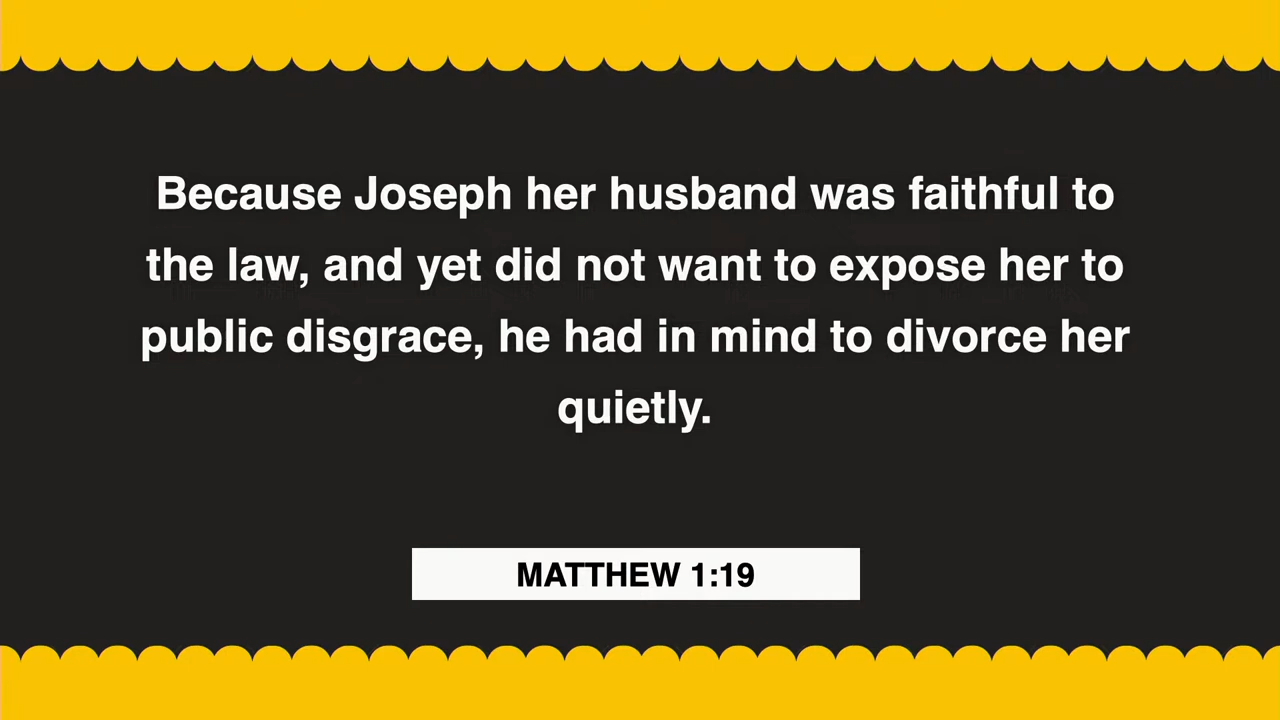 Because Joseph her husband was faithful to
the law, and yet did not want to expose her to
public disgrace, he had in mind to divorce her
quietly.
MATTHEW 1:19